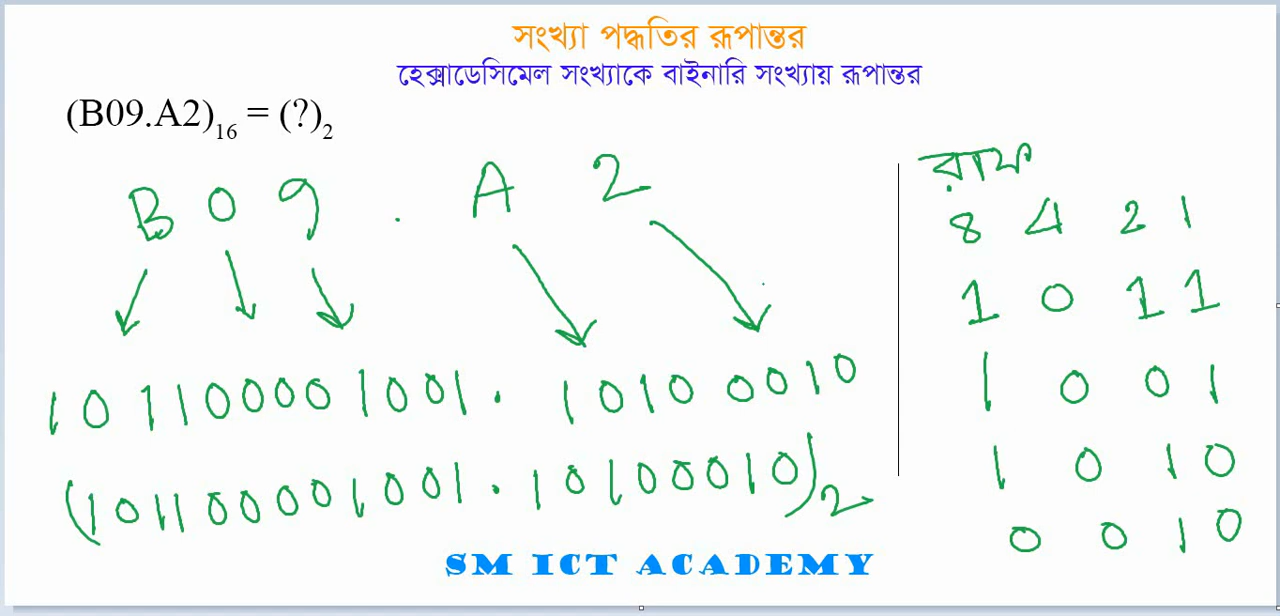 সংখ্যা পদ্ধতির রূপান্তর
হেক্সাডেসিমেল সংখ্যাকে বাইনারি সংখ্যায় রূপান্তর
(B09.A2)₁₆ = (?)₂
B 0 9 . A 2
101100001001 . 1010 0010
(101100001001.10100010)₂
রাফ
8 4 2 1
1 0 1 1
1 0 0 1
1 0 1 0
0 0 1 0
SM ICT ACADEMY